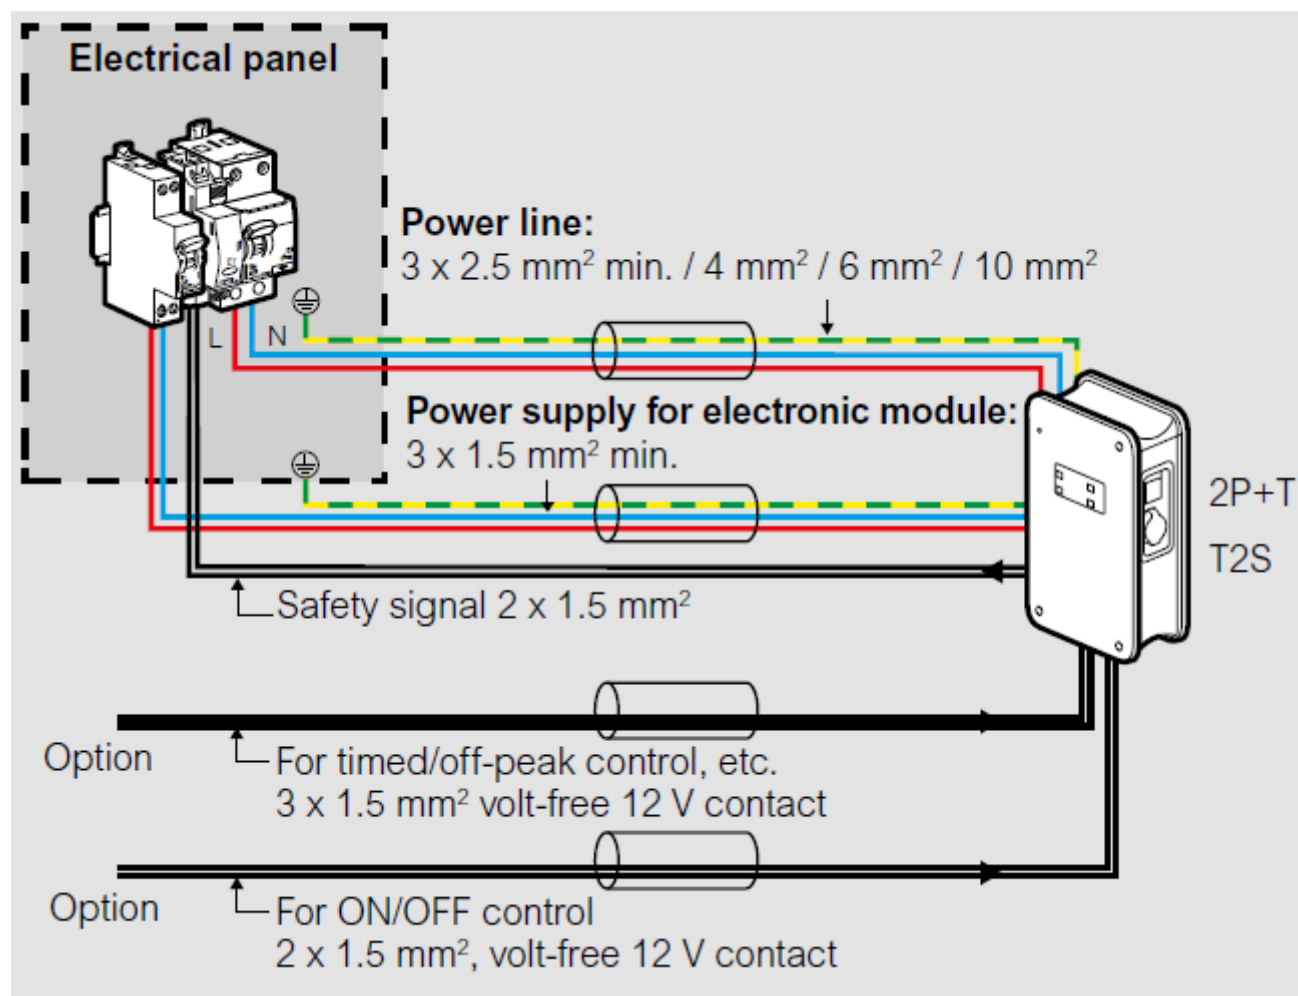 Electrical panel
Power line:
3 x 2.5 mm² min. / 4 mm² / 6 mm² / 10 mm²
L
N
Power supply for electronic module:
3 x 1.5 mm² min.
2P+T
T2S
Safety signal 2 x 1.5 mm²
Option
For timed/off-peak control, etc.
3 x 1.5 mm² volt-free 12 V contact
Option
For ON/OFF control
2 x 1.5 mm², volt-free 12 V contact